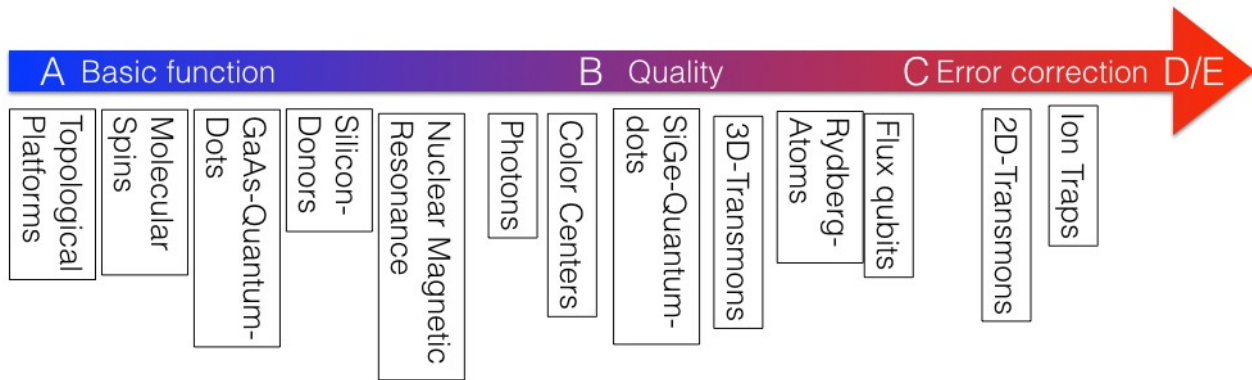 A Basic function B Quality C Error correction D/E
Topological
Platforms
Molecular
Spins
GaAs-Quantum-
Dots
Silicon-
Donors
Nuclear Magnetic
Resonance
Photons
Color Centers
SiGe-Quantum-
dots
3D-Transmons
Rydberg-
Atoms
Flux qubits
2D-Transmons
Ion Traps